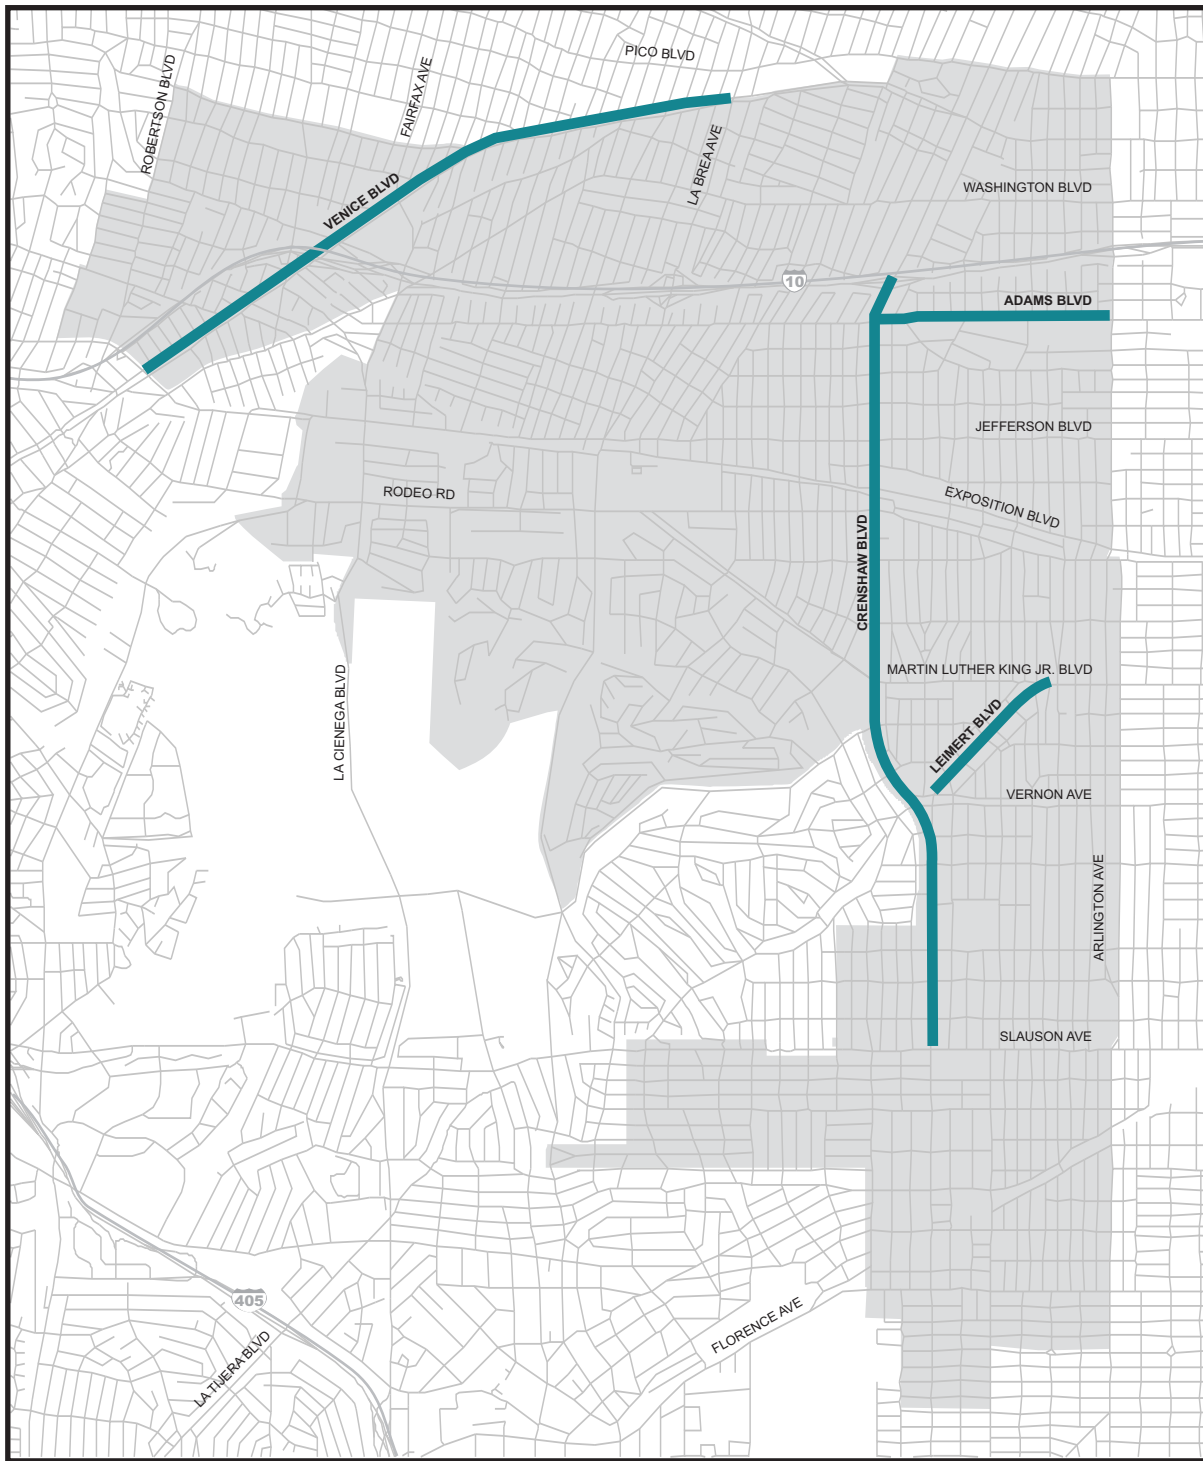 PICO BLVD
ROBERTSON BLVD
FAIRFAX AVE
LA BREA AVE
VENICE BLVD
WASHINGTON BLVD
10
ADAMS BLVD
JEFFERSON BLVD
RODEO RD
EXPOSITION BLVD
CRENSHAW BLVD
MARTIN LUTHER KING JR. BLVD
LA CIENEGA BLVD
LEIMERT BLVD
VERNON AVE
ARLINGTON AVE
SLAUSON AVE
405
FLORENCE AVE
LA TIJERA BLVD